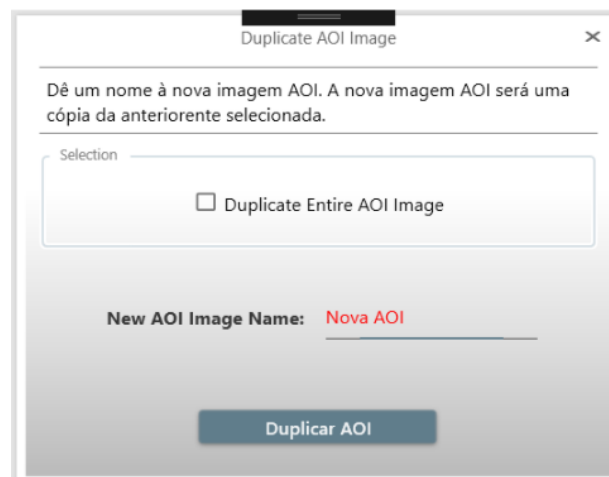 Duplicate AOI Image
Dê um nome à nova imagem AOI. A nova imagem AOI será uma
cópia da anteriorente selecionada.
Selection
Duplicate Entire AOI Image
New AOI Image Name: Nova AOI
Duplicar AOI